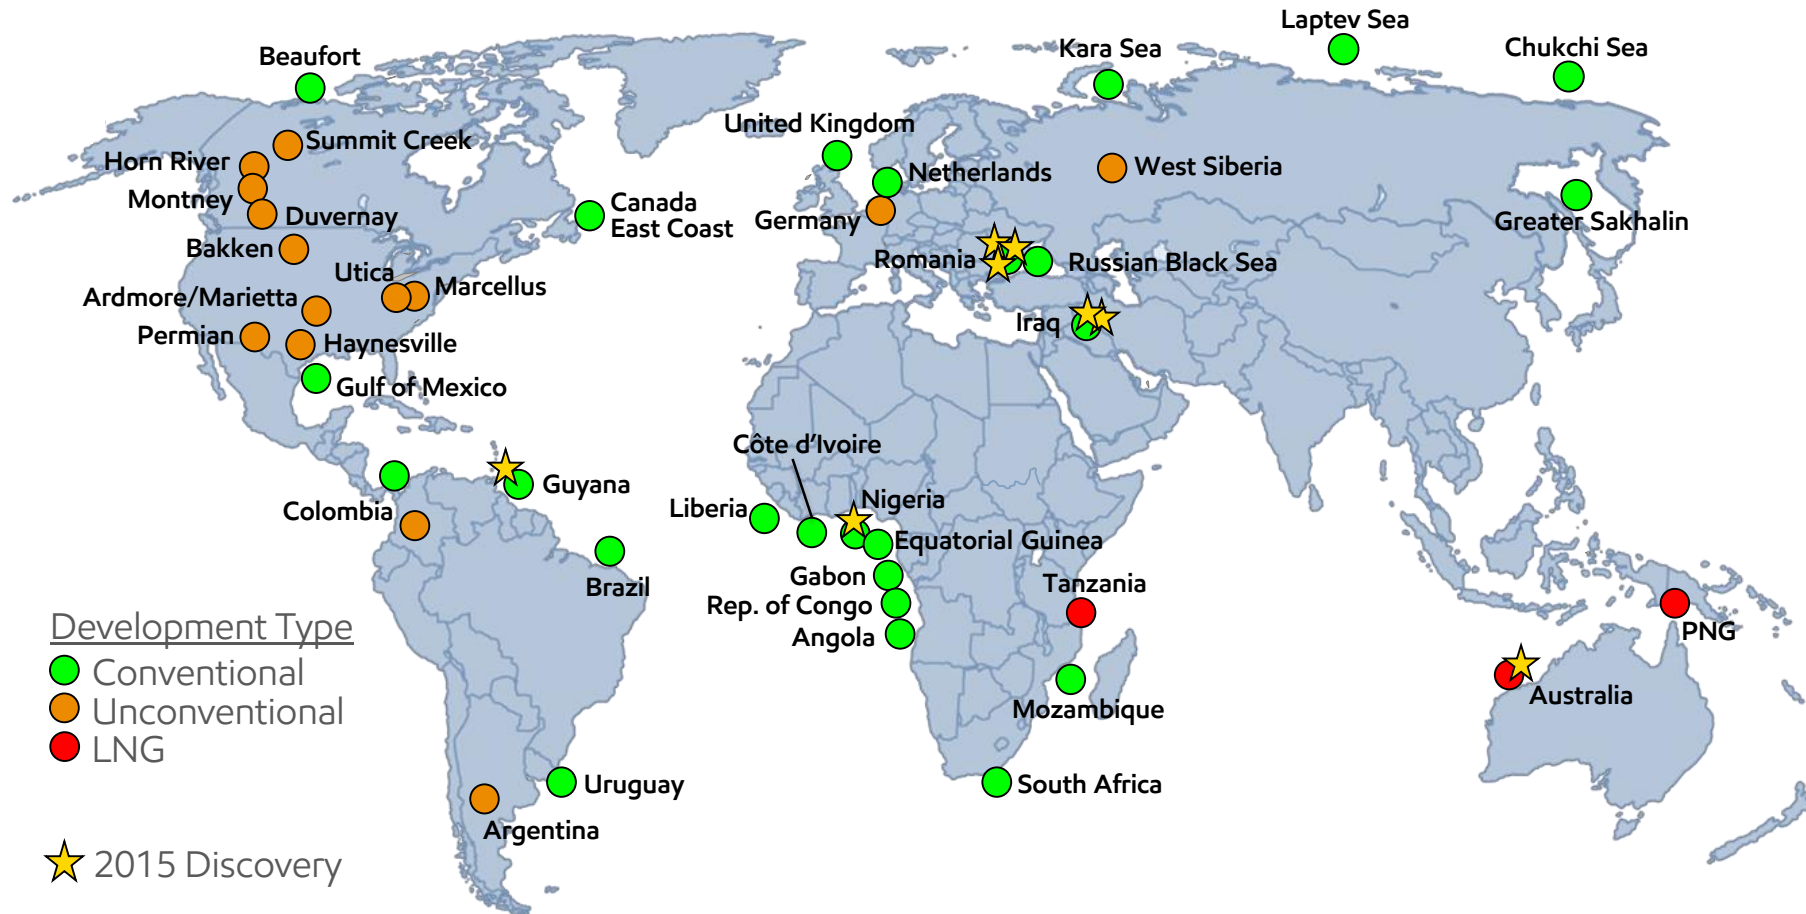 Laptev Sea
Beaufort
Kara Sea
Chukchi Sea
United Kingdom
Summit Creek
Horn River
Netherlands
West Siberia
Montney
Duvernay
Canada
East Coast
Germany
Greater Sakhalin
Bakken
Romania
Russian Black Sea
Utica
Marcellus
Ardmore/Marietta
Iraq
Permian
Haynesville
Gulf of Mexico
Côte d’Ivoire
Guyana
Nigeria
Colombia
Liberia
Equatorial Guinea
Brazil
Gabon
Tanzania
Rep. of Congo
Angola
PNG
Australia
Mozambique
Uruguay
South Africa
Argentina
Development Type
Conventional
Unconventional
LNG
2015 Discovery